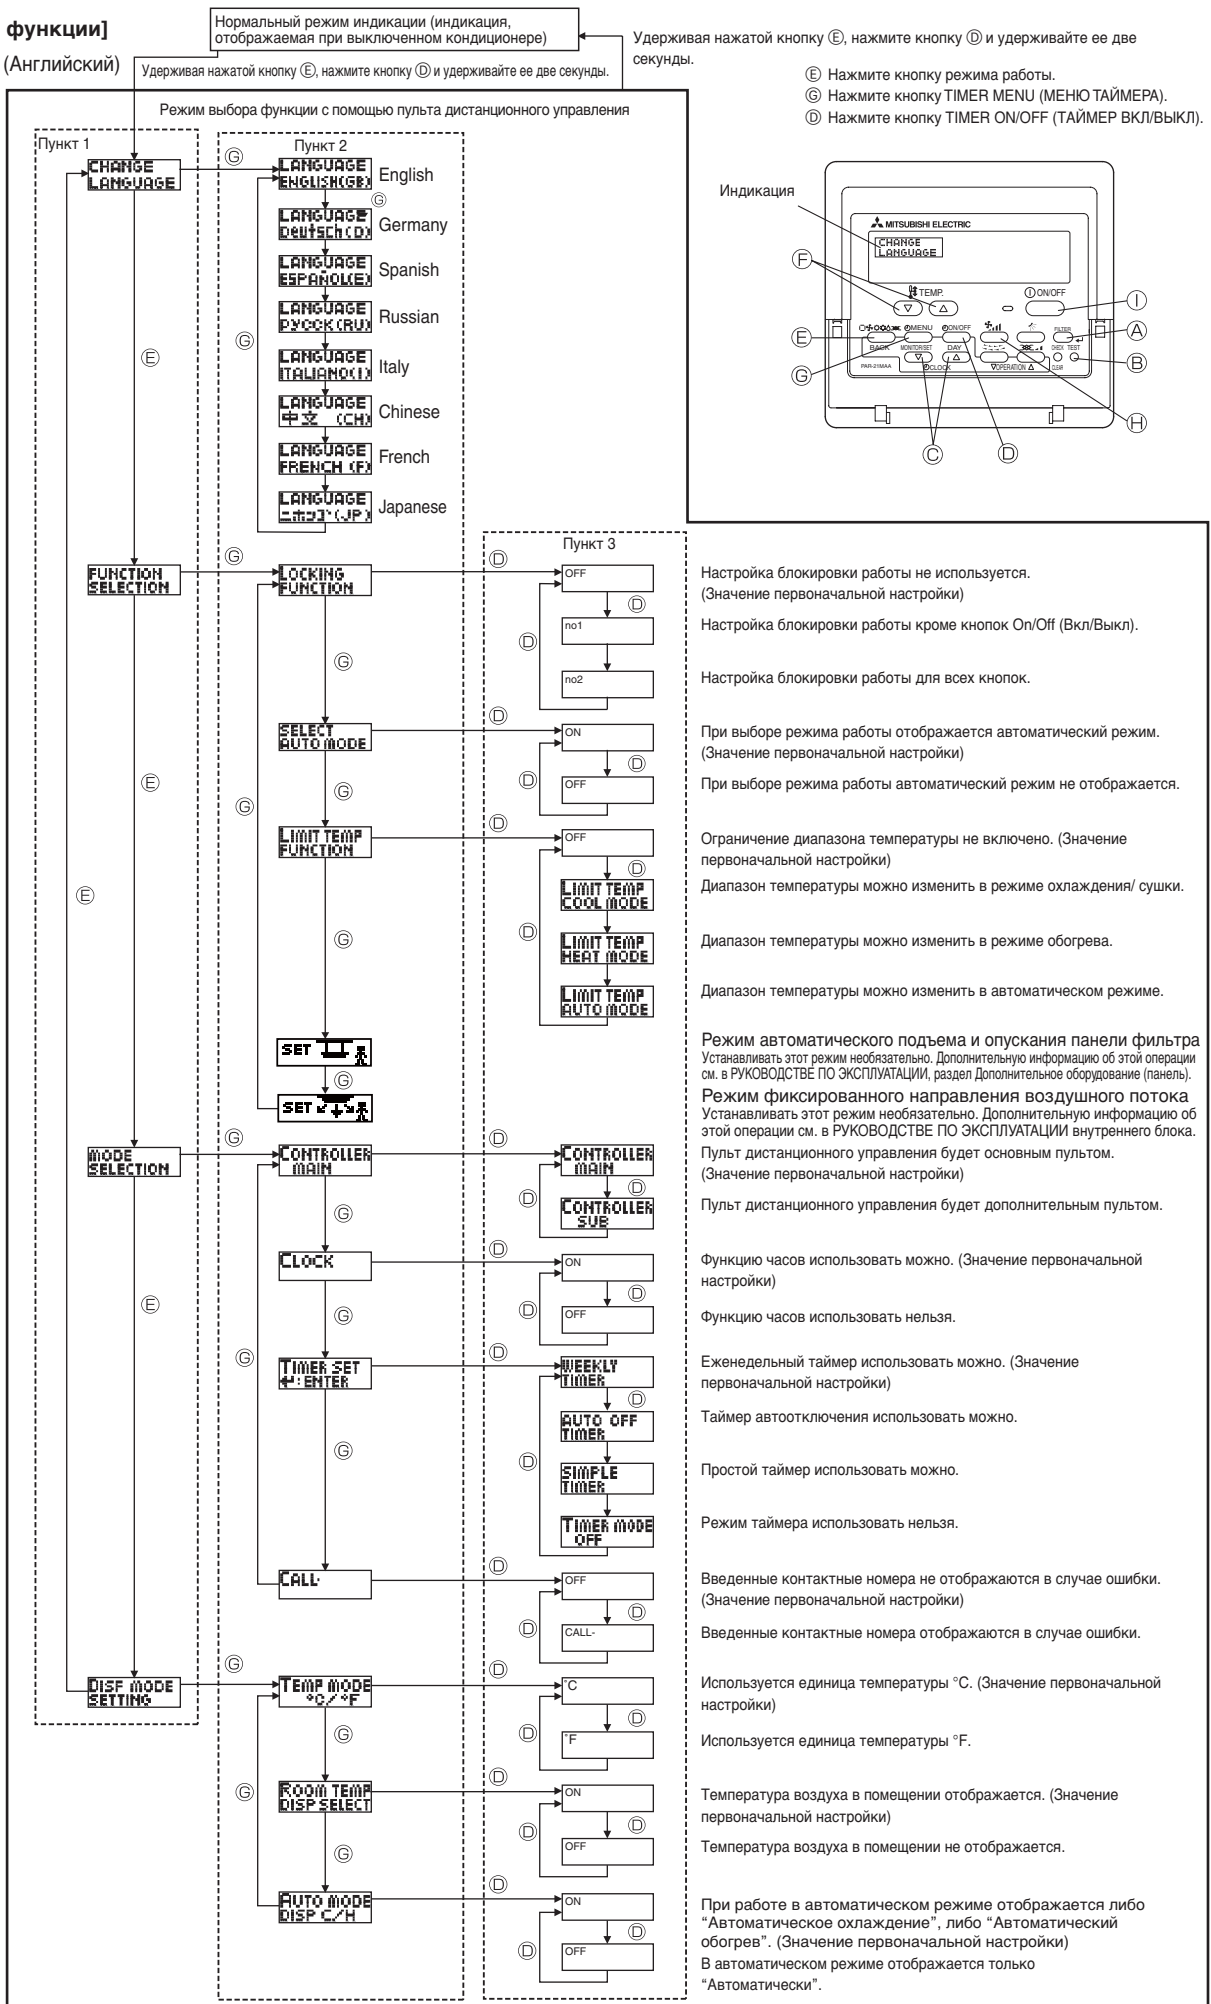 функции]
(Английский)
Нормальный режим индикации (индикация,
отображаемая при выключенном кондиционере)
Удерживая нажатой кнопку Ⓔ, нажмите кнопку Ⓓ и удерживайте ее две секунды.
Удерживая нажатой кнопку Ⓔ, нажмите кнопку Ⓓ и удерживайте ее две
секунды.
Ⓔ Нажмите кнопку режима работы.
Ⓖ Нажмите кнопку TIMER MENU (МЕНЮ ТАЙМЕРА).
Ⓓ Нажмите кнопку TIMER ON/OFF (ТАЙМЕР ВКЛ/ВЫКЛ).
Режим выбора функции с помощью пульта дистанционного управления
Пункт 1
Пункт 2
CHANGE
LANGUAGE
Ⓖ
LANGUAGE
ENGLISH(GB)
English
Ⓖ
LANGUAGE
Deutsch(D)
Germany
LANGUAGE
ESPAÑOL(E)
Spanish
LANGUAGE
РУССК(RU)
Russian
Ⓖ
Ⓔ
LANGUAGE
ITALIANO(I)
Italy
LANGUAGE
中文 (CH)
Chinese
LANGUAGE
FRENCH (F)
French
LANGUAGE
ニホンゴ(JP)
Japanese
Индикация
MITSUBISHI ELECTRIC
CHANGE
LANGUAGE
Ⓕ
TEMP.
ON/OFF
Ⓘ
Ⓔ
MENU
ON/OFF
FILTER
Ⓐ
BACK
MONITOR/SET
DAY
CHECK
TEST
Ⓑ
Ⓖ
PAR-21MAA
CLOCK
OPERATION
CLEAR
Ⓗ
Ⓒ
Ⓓ
Пункт 3
FUNCTION
SELECTION
Ⓖ
LOCKING
FUNCTION
Ⓓ
OFF
Настройка блокировки работы не используется.
(Значение первоначальной настройки)
Ⓓ
Ⓓ
no1
Настройка блокировки работы кроме кнопок On/Off (Вкл/Выкл).
Ⓖ
no2
Настройка блокировки работы для всех кнопок.
SELECT
AUTO MODE
Ⓓ
ON
При выборе режима работы отображается автоматический режим.
(Значение первоначальной настройки)
Ⓓ
Ⓔ
Ⓖ
Ⓖ
Ⓓ
OFF
При выборе режима работы автоматический режим не отображается.
LIMIT TEMP
FUNCTION
Ⓓ
OFF
Ограничение диапазона температуры не включено. (Значение
первоначальной настройки)
Ⓓ
Ⓔ
LIMIT TEMP
COOL MODE
Диапазон температуры можно изменить в режиме охлаждения/ сушки.
Ⓖ
Ⓓ
LIMIT TEMP
HEAT MODE
Диапазон температуры можно изменить в режиме обогрева.
LIMIT TEMP
AUTO MODE
Диапазон температуры можно изменить в автоматическом режиме.
SET
Режим автоматического подъема и опускания панели фильтра
Устанавливать этот режим необязательно. Дополнительную информацию об этой операции
см. в РУКОВОДСТВЕ ПО ЭКСПЛУАТАЦИИ, раздел Дополнительное оборудование (панель).
Ⓖ
SET
Режим фиксированного направления воздушного потока
Устанавливать этот режим необязательно. Дополнительную информацию об
этой операции см. в РУКОВОДСТВЕ ПО ЭКСПЛУАТАЦИИ внутреннего блока.
MODE
SELECTION
Ⓖ
CONTROLLER
MAIN
Ⓓ
CONTROLLER
MAIN
Пульт дистанционного управления будет основным пультом.
(Значение первоначальной настройки)
Ⓓ
Ⓖ
Ⓓ
CONTROLLER
SUB
Пульт дистанционного управления будет дополнительным пультом.
CLOCK
Ⓓ
ON
Функцию часов использовать можно. (Значение первоначальной
настройки)
Ⓓ
Ⓔ
Ⓖ
Ⓓ
OFF
Функцию часов использовать нельзя.
Ⓖ
TIMER SET
↵:ENTER
Ⓓ
WEEKLY
TIMER
Еженедельный таймер использовать можно. (Значение
первоначальной настройки)
Ⓓ
AUTO OFF
TIMER
Таймер автоотключения использовать можно.
Ⓖ
Ⓓ
SIMPLE
TIMER
Простой таймер использовать можно.
TIMER MODE
OFF
Режим таймера использовать нельзя.
CALL-
Ⓓ
OFF
Введенные контактные номера не отображаются в случае ошибки.
(Значение первоначальной настройки)
Ⓓ
Ⓓ
CALL-
Введенные контактные номера отображаются в случае ошибки.
DISP MODE
SETTING
Ⓖ
TEMP MODE
°C/°F
Ⓓ
°C
Используется единица температуры °C. (Значение первоначальной
настройки)
Ⓓ
Ⓖ
Ⓓ
°F
Используется единица температуры °F.
Ⓖ
ROOM TEMP
DISP SELECT
Ⓓ
ON
Температура воздуха в помещении отображается. (Значение
первоначальной настройки)
Ⓓ
Ⓖ
Ⓓ
OFF
Температура воздуха в помещении не отображается.
AUTO MODE
DISP C/H
Ⓓ
ON
При работе в автоматическом режиме отображается либо
“Автоматическое охлаждение”, либо “Автоматический
обогрев”. (Значение первоначальной настройки)
Ⓓ
Ⓓ
OFF
В автоматическом режиме отображается только
“Автоматически”.